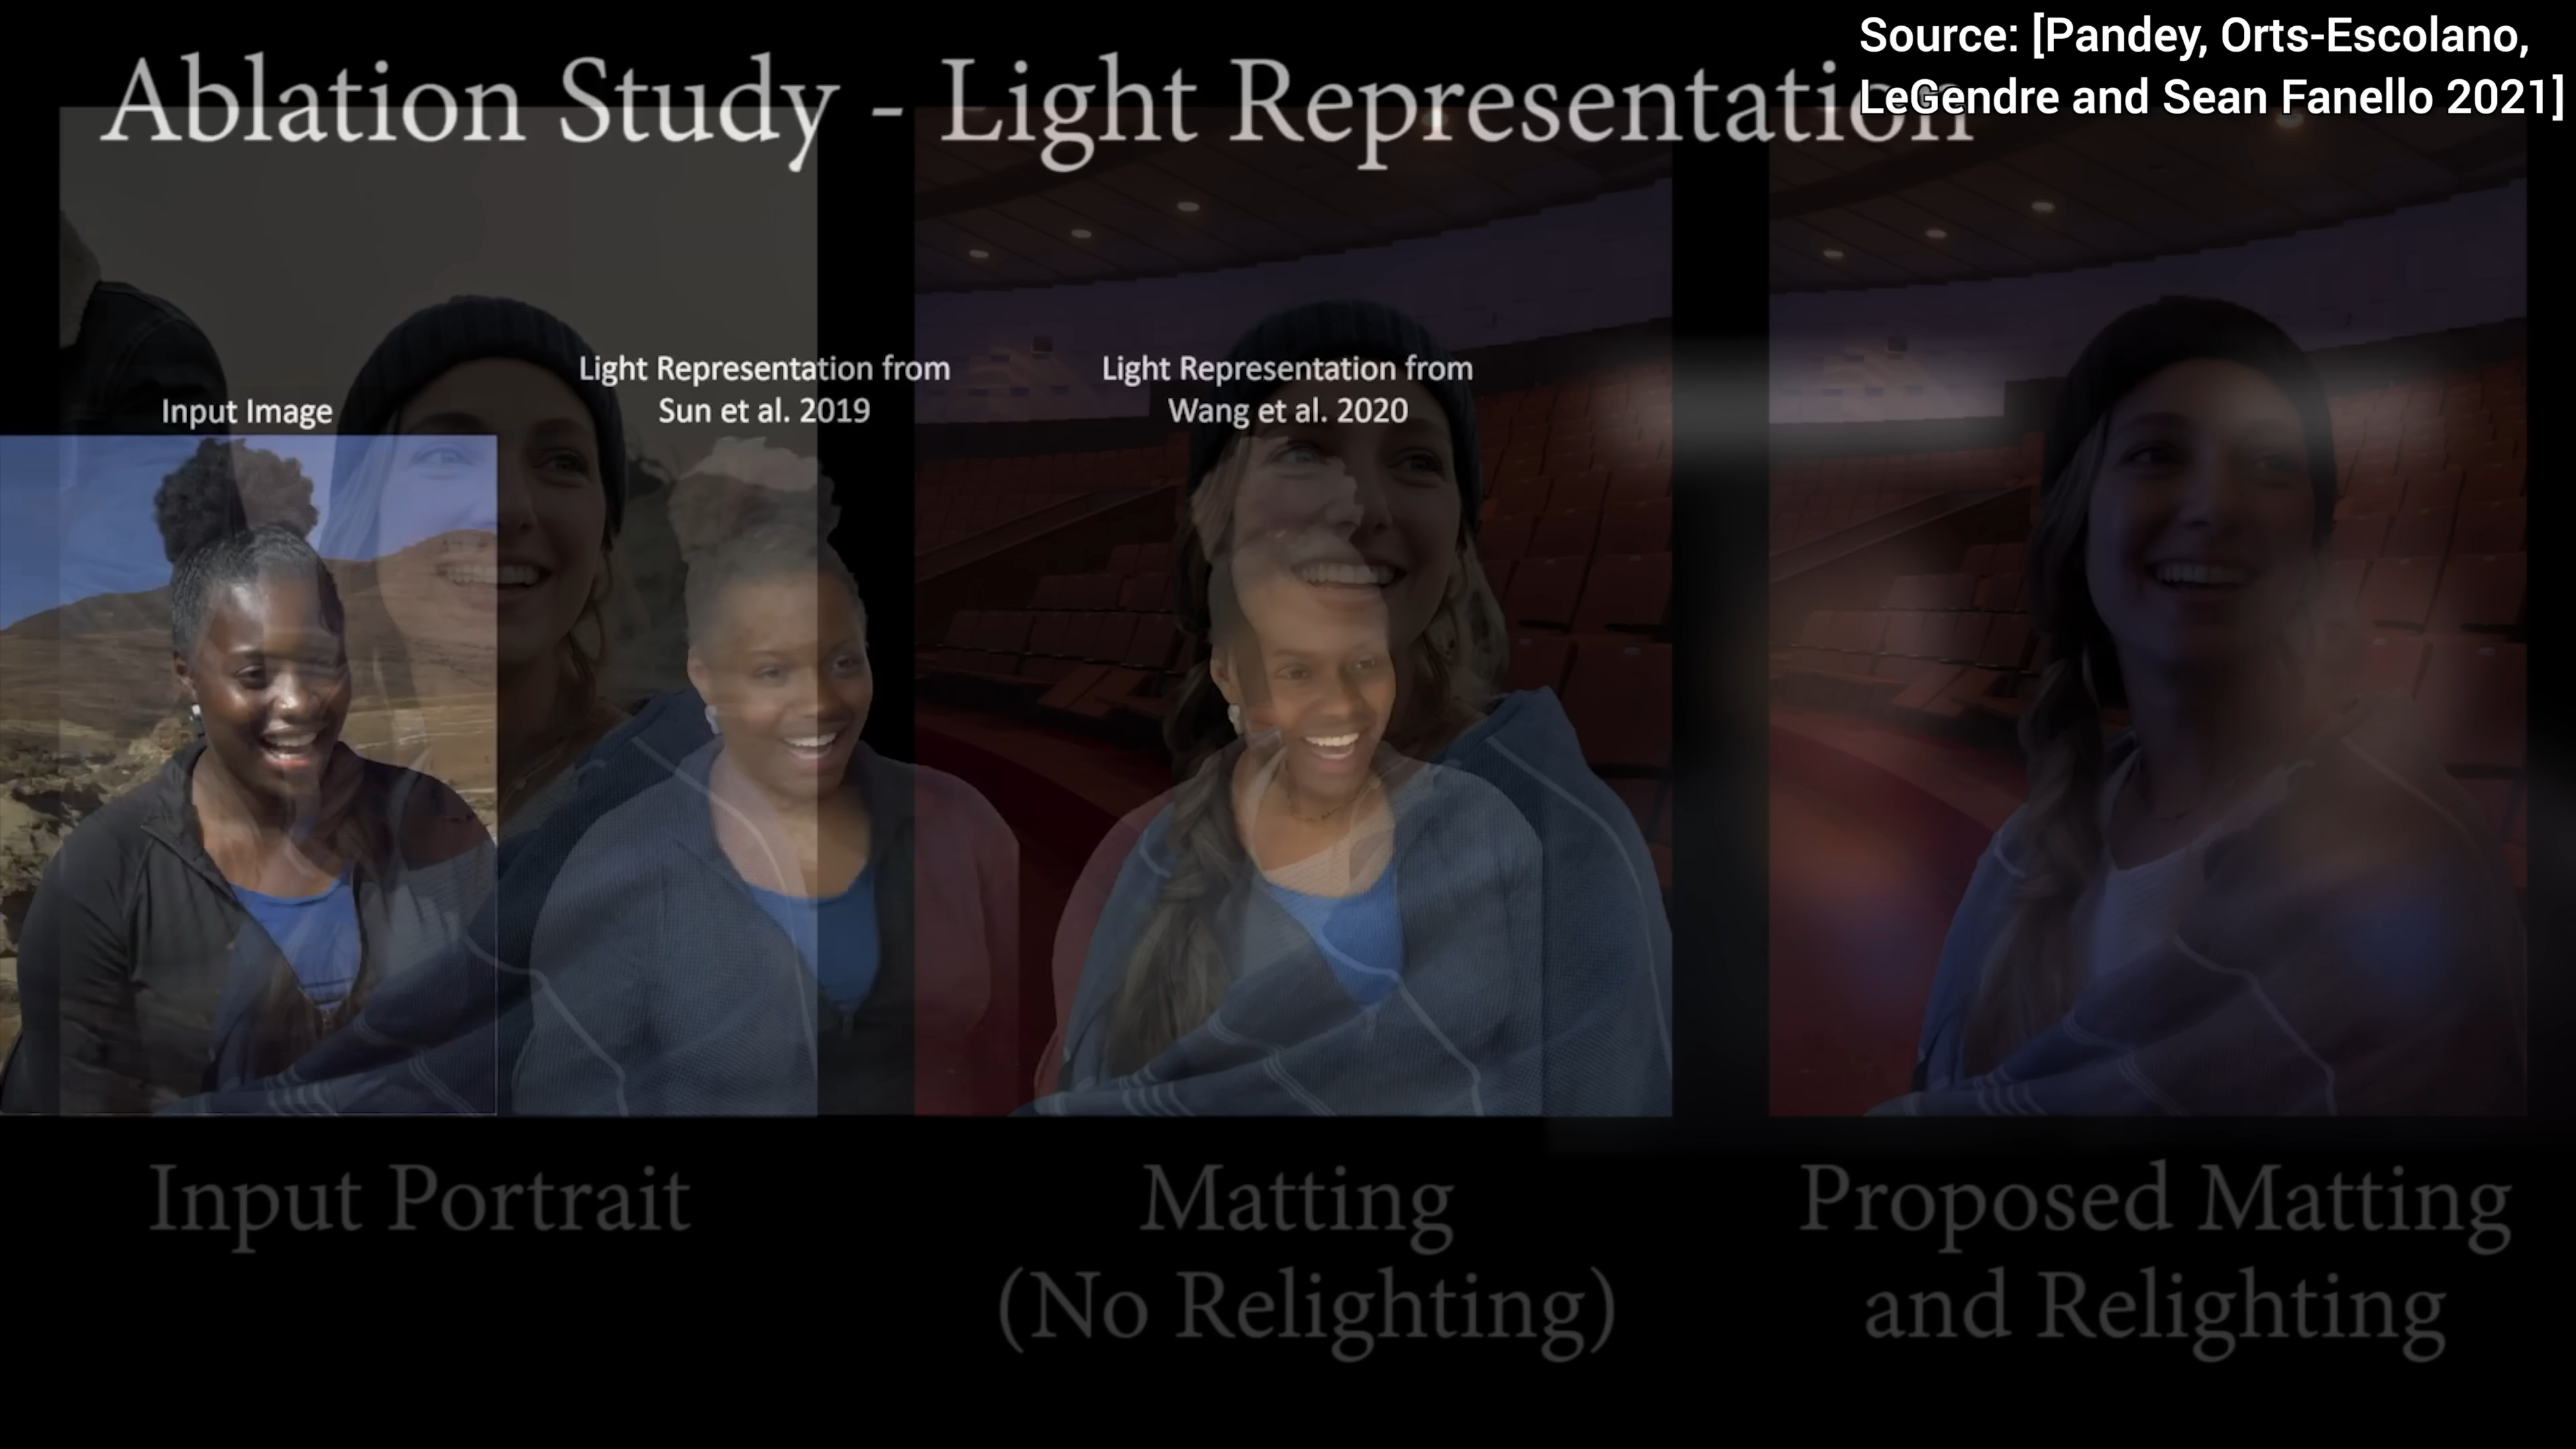 Source: [Pandey, Orts-Escolano,
LeGendre and Sean Fanello 2021]
Ablation Study - Light Representation
Input Image
Light Representation from
Sun et al. 2019
Light Representation from
Wang et al. 2020
Input Portrait
Matting
(No Relighting)
Proposed Matting
and Relighting